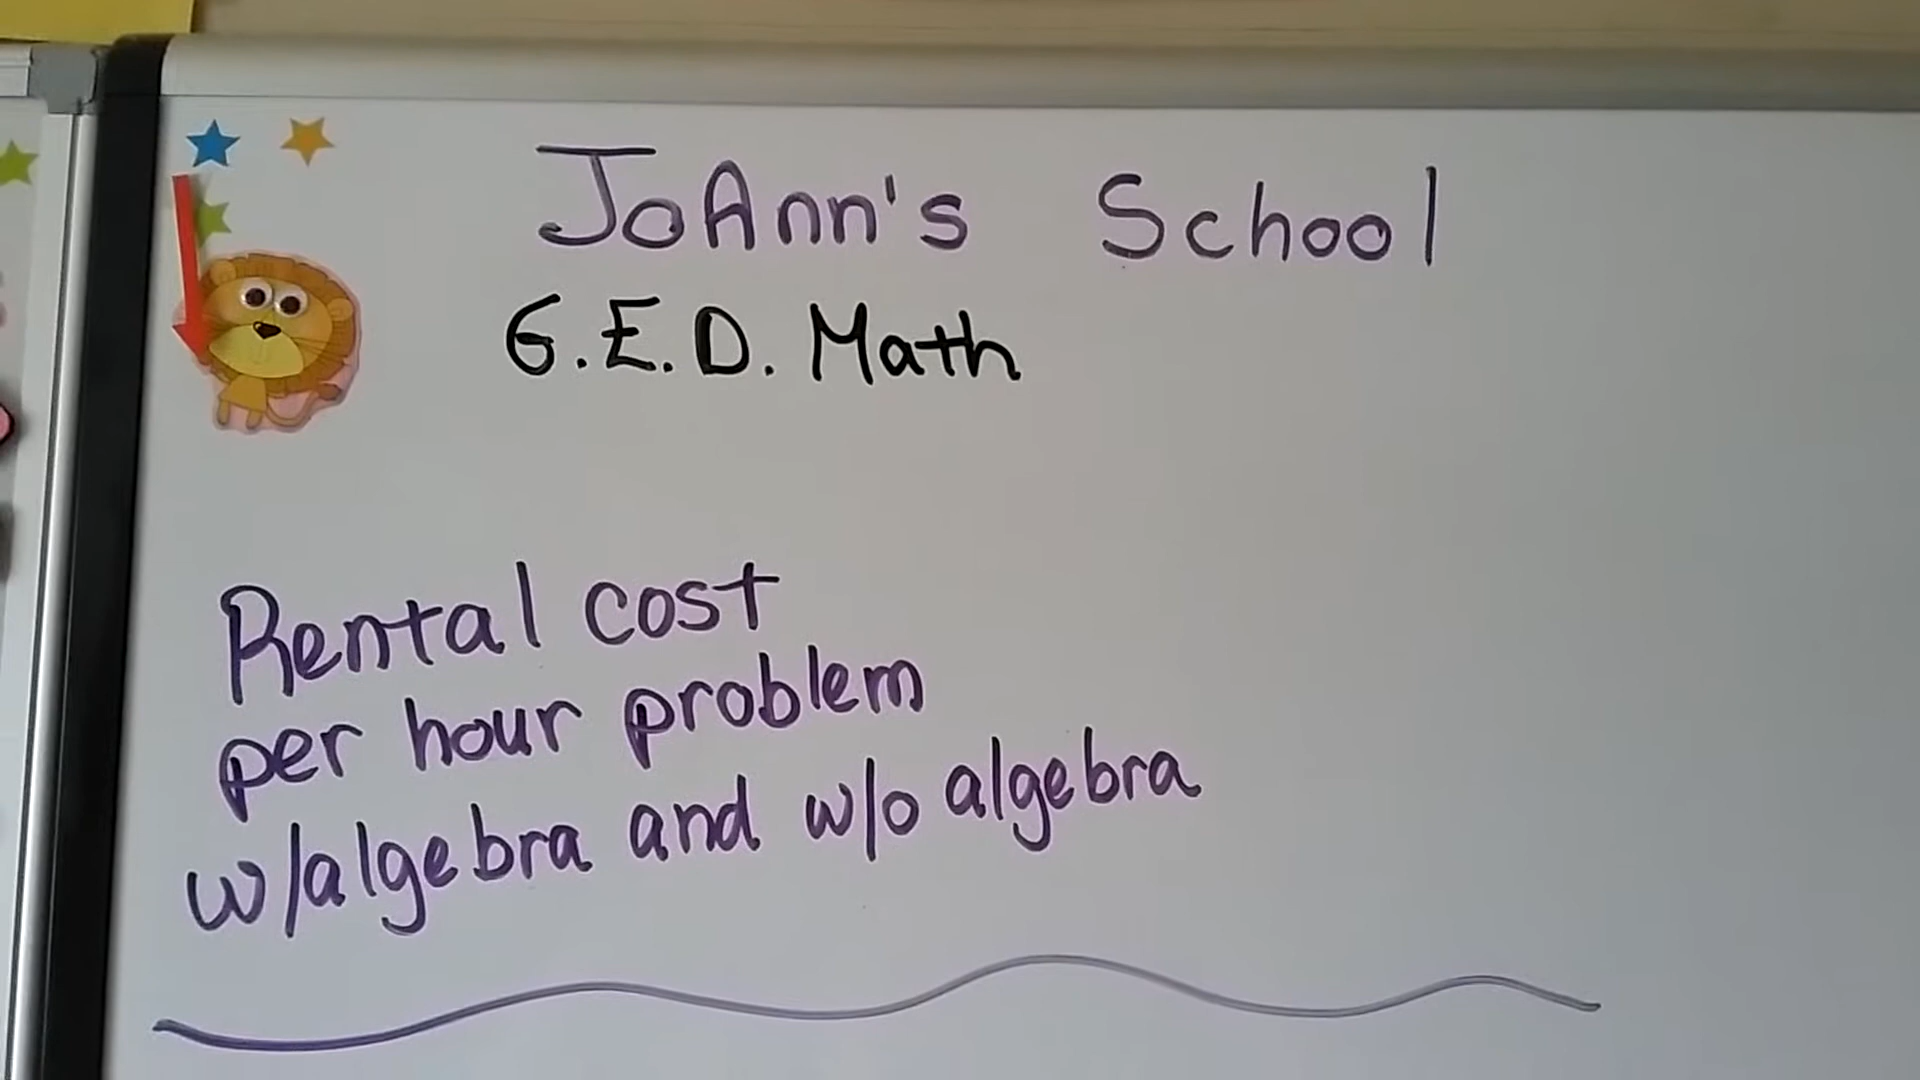 JoAnn's School
G.E.D. Math
Rental cost
per hour problem
w/algebra and w/o algebra